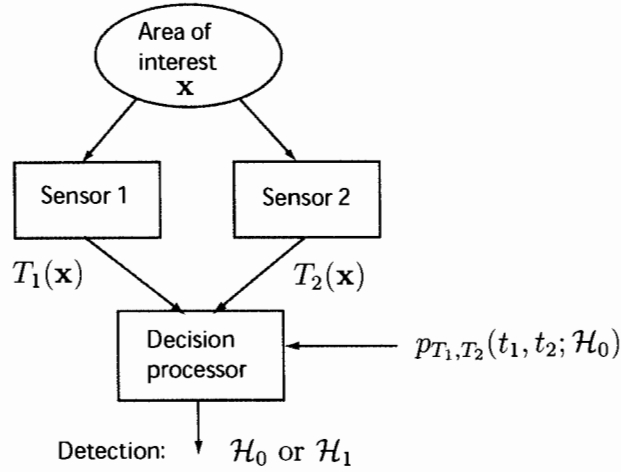 Area of
interest
x
Sensor 1
Sensor 2
T₁(x)
T₂(x)
Decision
processor
p_{T₁,T₂}(t₁, t₂; ℋ₀)
Detection: ℋ₀ or ℋ₁